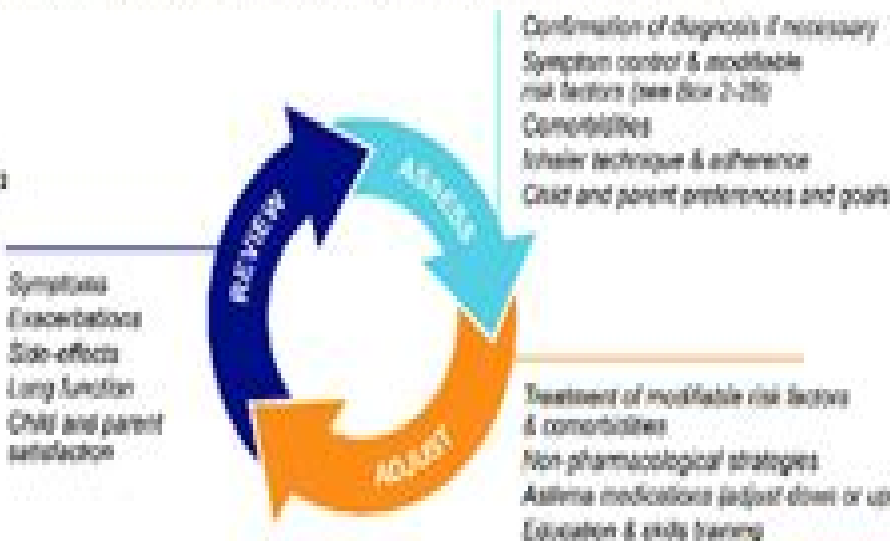 Confirmation of diagnosis if necessary
Symptom control & modifiable
risk factors (see Box 2-2B)
Comorbidities
Inhaler technique & adherence
Child and parent preferences and goals
ASSESS
REVIEW
Symptoms
Exacerbations
Side-effects
Lung function
Child and parent
satisfaction
ADJUST
Treatment of modifiable risk factors
& comorbidities
Non-pharmacological strategies
Asthma medications (adjust down or up
Education & skills training